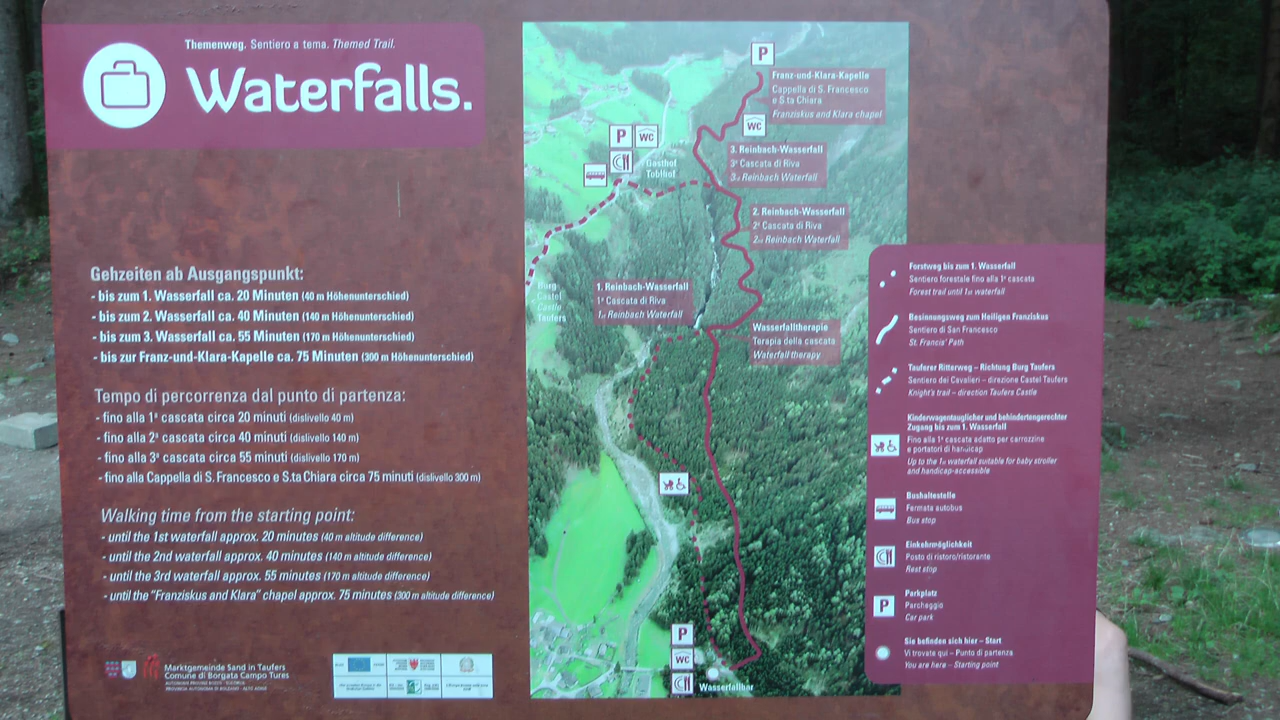 Themenweg. Sentiero a tema. Themed Trail.
Waterfalls.
Gehzeiten ab Ausgangspunkt:
- bis zum 1. Wasserfall ca. 20 Minuten (40 m Höhenunterschied)
- bis zum 2. Wasserfall ca. 40 Minuten (140 m Höhenunterschied)
- bis zum 3. Wasserfall ca. 55 Minuten (170 m Höhenunterschied)
- bis zur Franz-und-Klara-Kapelle ca. 75 Minuten (300 m Höhenunterschied)
Tempo di percorrenza dal punto di partenza:
- fino alla 1ª cascata circa 20 minuti (dislivello 40 m)
- fino alla 2ª cascata circa 40 minuti (dislivello 140 m)
- fino alla 3ª cascata circa 55 minuti (dislivello 170 m)
- fino alla Cappella di S. Francesco e S.ta Chiara circa 75 minuti (dislivello 300 m)
Walking time from the starting point:
- until the 1st waterfall approx. 20 minutes (40 m altitude difference)
- until the 2nd waterfall approx. 40 minutes (140 m altitude difference)
- until the 3rd waterfall approx. 55 minutes (170 m altitude difference)
- until the "Franziskus and Klara" chapel approx. 75 minutes (300 m altitude difference)
Marktgemeinde Sand in Taufers
Comune di Borgata Campo Tures
P
Franz-und-Klara-Kapelle
Cappella di S. Francesco
e S.ta Chiara
Franziskus and Klara chapel
WC
P WC
Gasthof
Toblhof
3. Reinbach-Wasserfall
3ª Cascata di Riva
3rd Reinbach Waterfall
2. Reinbach-Wasserfall
2ª Cascata di Riva
2nd Reinbach Waterfall
Burg
Castel
Castle
Taufers
1. Reinbach-Wasserfall
1ª Cascata di Riva
1st Reinbach Waterfall
Wasserfalltherapie
Terapia della cascata
Waterfall therapy
P
WC
Wasserfallbar
Forstweg bis zum 1. Wasserfall
Sentiero forestale fino alla 1ª cascata
Forest trail until 1st waterfall
Besinnungsweg zum Heiligen Franziskus
Sentiero di San Francesco
St. Francis' Path
Tauferer Ritterweg – Richtung Burg Taufers
Sentiero dei Cavalieri – direzione Castel Taufers
Knight's trail – direction Taufers Castle
Kinderwagentauglicher und behindertengerechter
Zugang bis zum 1. Wasserfall
Fino alla 1ª cascata adatto per carrozzine
e portatori di handicap
Up to the 1st waterfall suitable for baby stroller
and handicap-accessible
Bushaltestelle
Fermata autobus
Bus stop
Einkehrmöglichkeit
Posto di ristoro/ristorante
Rest stop
P
Parkplatz
Parcheggio
Car park
Sie befinden sich hier – Start
Vi trovate qui – Punto di partenza
You are here – Starting point